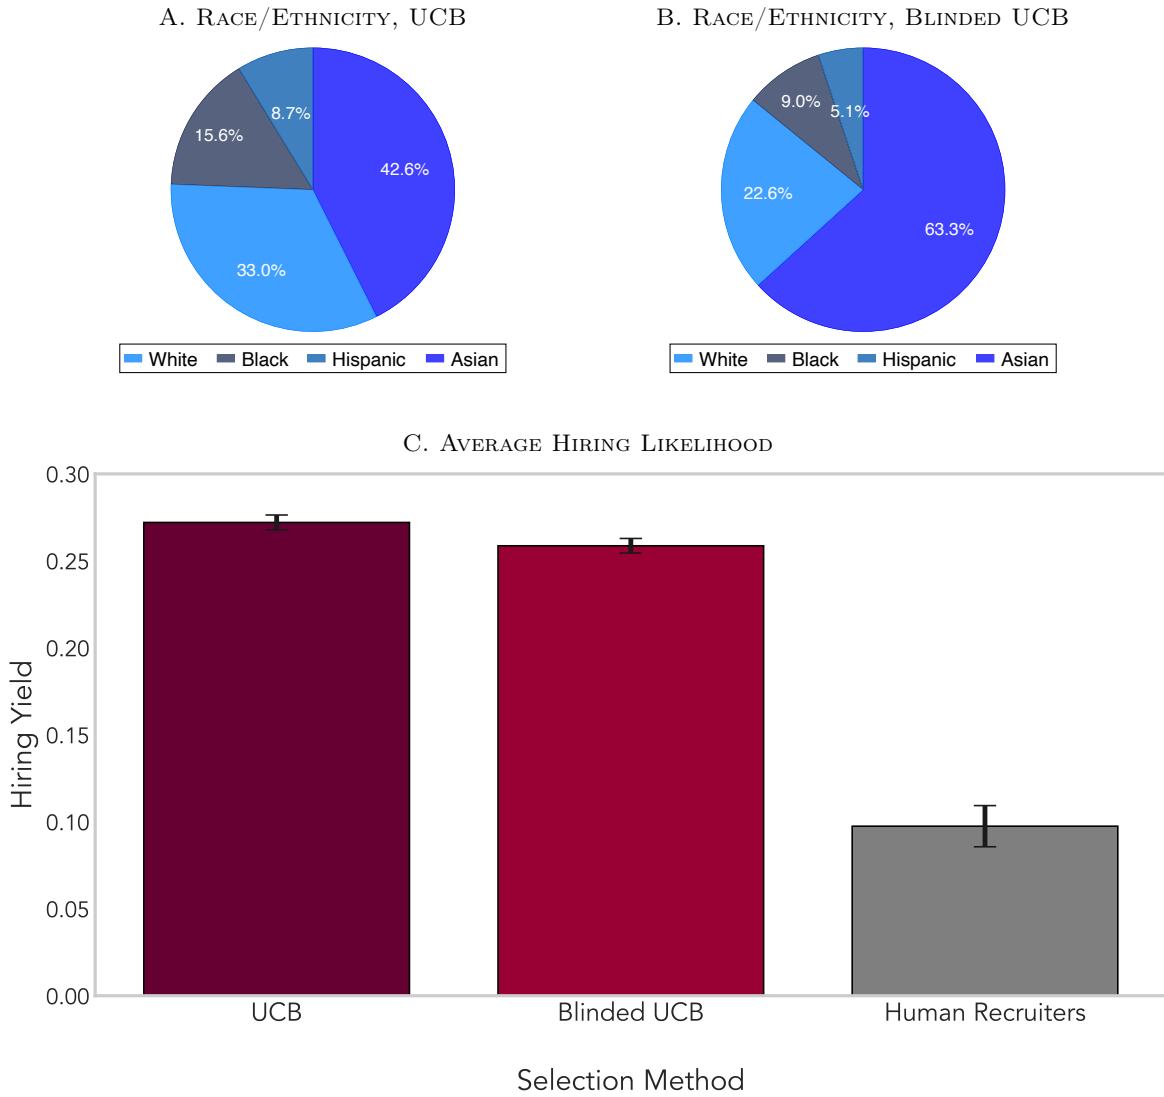 A. Race/Ethnicity, UCB
B. Race/Ethnicity, Blinded UCB
8.7%
15.6%
42.6%
33.0%
9.0%
5.1%
22.6%
63.3%
White Black Hispanic Asian
White Black Hispanic Asian
C. Average Hiring Likelihood
0.30
0.25
0.20
0.15
0.10
0.05
0.00
Hiring Yield
UCB
Blinded UCB
Human Recruiters
Selection Method